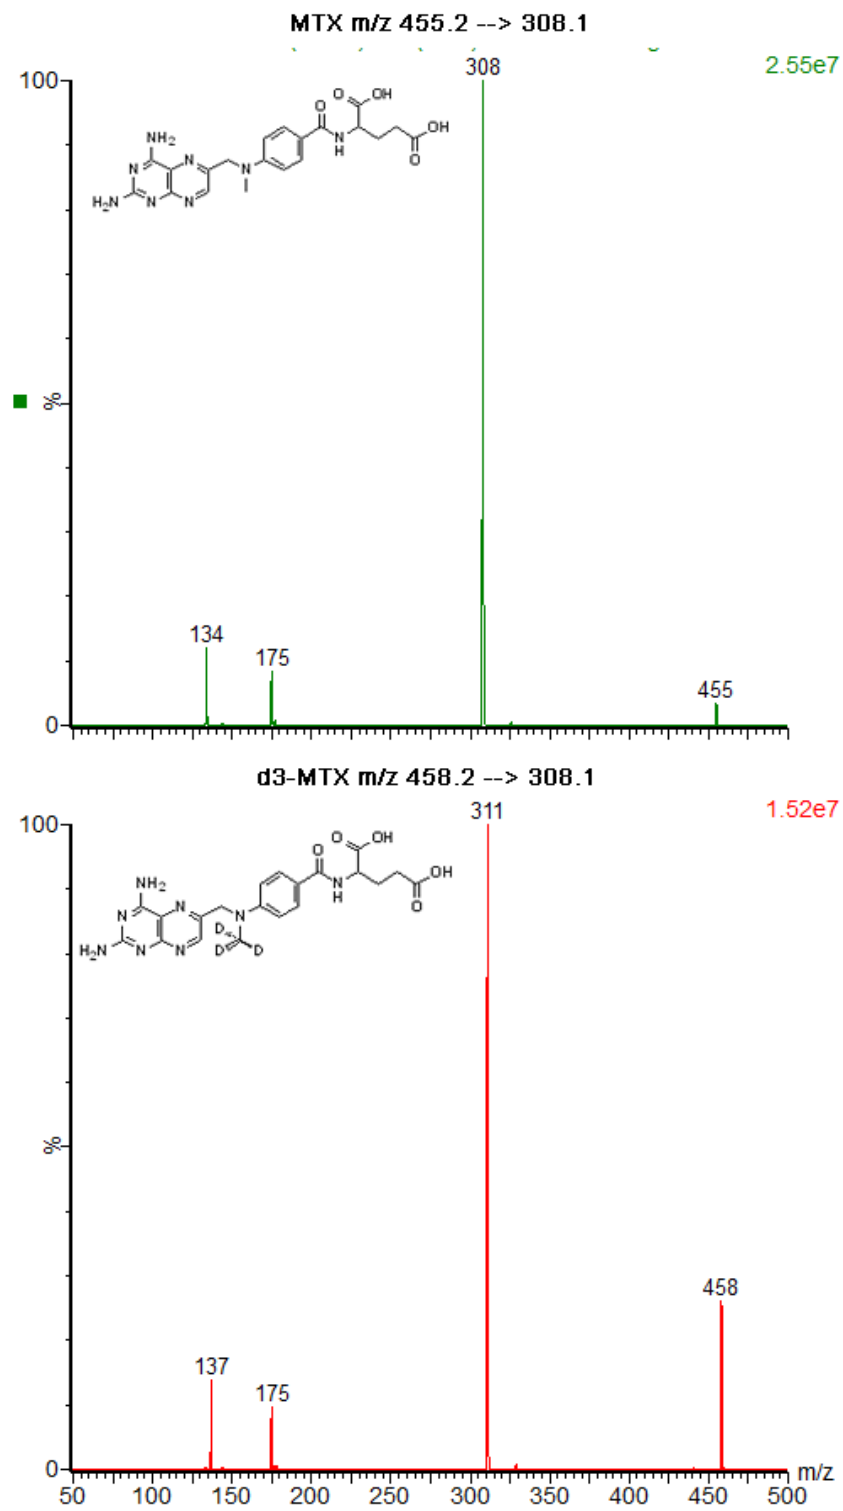 MTX m/z 455.2 --> 308.1
2.55e7
100
308
NH2
N
N
N
N
H2N
N
O
N
H
O
OH
OH
O
%
134
175
455
0
d3-MTX m/z 458.2 --> 308.1
1.52e7
100
311
NH2
N
N
N
N
H2N
N
D
D
D
O
N
H
O
OH
OH
O
%
458
137
175
0
m/z
50 100 150 200 250 300 350 400 450 500